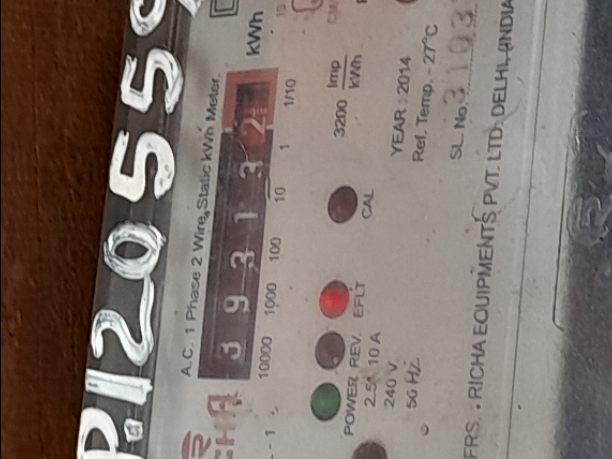 P120559
A.C. 1 Phase 2 Wire, Static kWh Meter.
kWh
3 9 3 1 3 2
10000 1000 100 10 1 1/10
3200 Imp/kWh
CAL
EFLT
REV.
POWER
2.5 10 A
240 V
50 Hz
YEAR : 2014
Ref. Temp. - 27°C
SL. No.
MFRS. : RICHA EQUIPMENTS PVT. LTD. DELHI, (INDIA